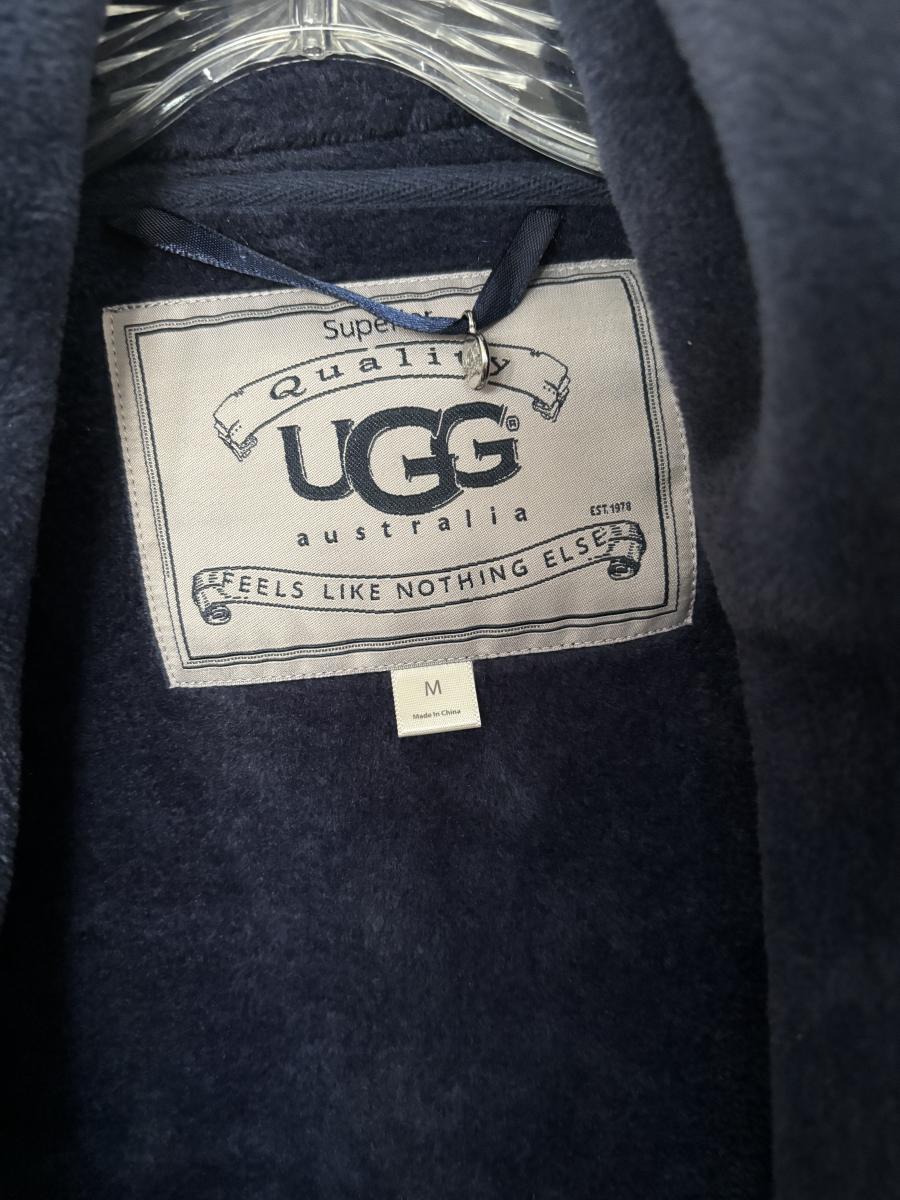 Superior
Quality
UGG®
australia
EST. 1978
FEELS LIKE NOTHING ELSE
M
Made In China